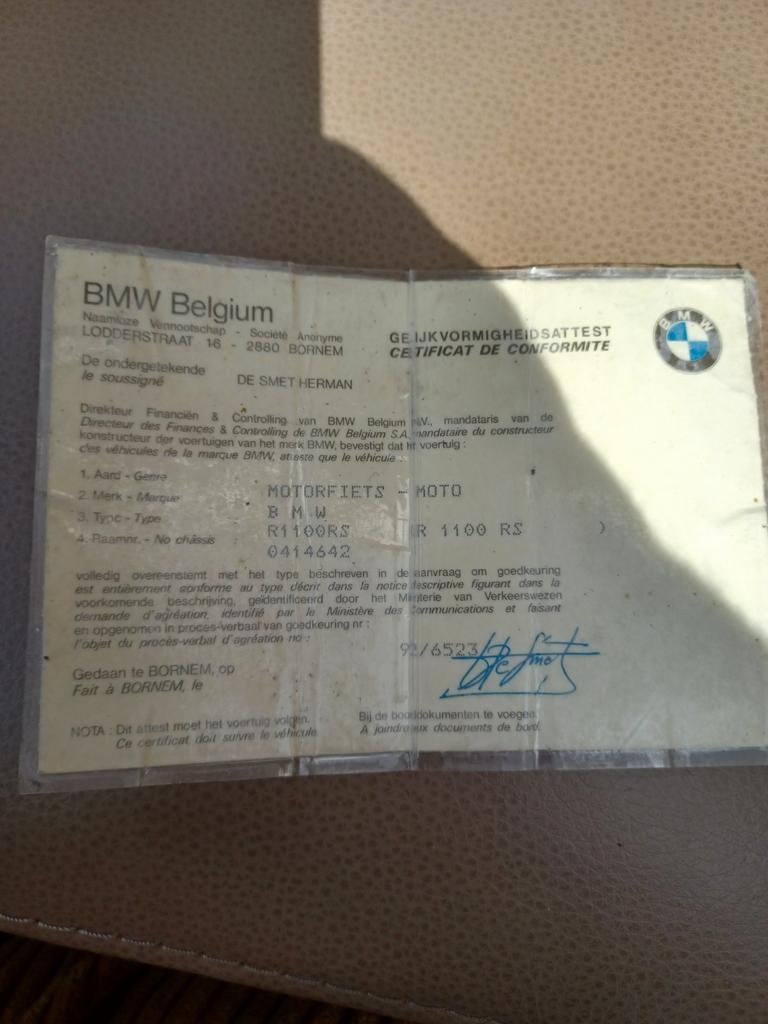 BMW Belgium
Naamloze Vennootschap - Société Anonyme
LODDERSTRAAT 16 - 2880 BORNEM
GE IJKVORMIGHEIDSATTEST
CE TIFICAT DE CONFORMITE
BMW
De ondergetekende
le soussigné
DE SMET HERMAN
Direkteur Financiën & Controlling van BMW Belgium N.V., mandataris van de
Directeur des Finances & Controlling de BMW Belgium S.A. mandataire du constructeur
konstructeur der voertuigen van het merk BMW, bevestigt dat voertuig :
des véhicules de la marque BMW, atteste que le véhicule :
1. Aard - Genre
MOTORFIETS - MOTO
2. Merk - Marque
B M W
3. Type - Type
R1100RS (R 1100 RS )
4. Raamnr. - No châssis :
0414642
volledig overeenstemt met het type beschreven in de aanvraag om goedkeuring
est entièrement conforme au type décrit dans la notice descriptive figurant dans la
voorkomende beschrijving, geïdentificeerd door het terie van Verkeerswezen
demande d'agréation, identifié par le Ministère des ommunications et faisant
en opgenomen in proces-verbaal van goedkeuring nr :
l'objet du procès-verbal d'agréation no :
92/6523
Gedaan te BORNEM, op
Fait à BORNEM, le
NOTA : Dit attest moet het voertuig volgen.
Ce certificat doit suivre le véhicule.
Bij de boorddokumenten te voegen.
A joindre aux documents de bord.